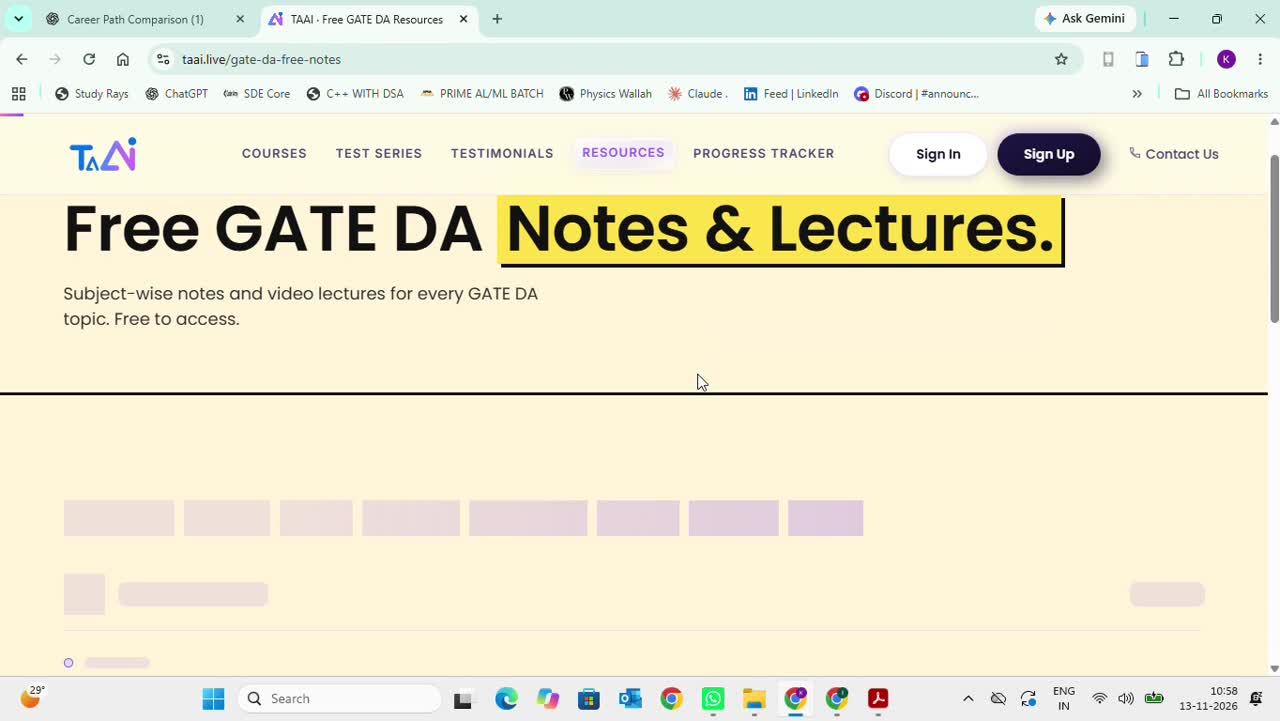 Career Path Comparison (1)
TAAI · Free GATE DA Resources
Ask Gemini
taai.live/gate-da-free-notes
K
Study Rays
ChatGPT
SDE Core
C++ WITH DSA
PRIME AL/ML BATCH
Physics Wallah
Claude .
Feed | LinkedIn
Discord | #announc...
All Bookmarks
TAAi
COURSES
TEST SERIES
TESTIMONIALS
RESOURCES
PROGRESS TRACKER
Sign In
Sign Up
Contact Us
Free GATE DA Notes & Lectures.
Subject-wise notes and video lectures for every GATE DA
topic. Free to access.
29°
Search
ENG
IN
10:58
13-11-2026